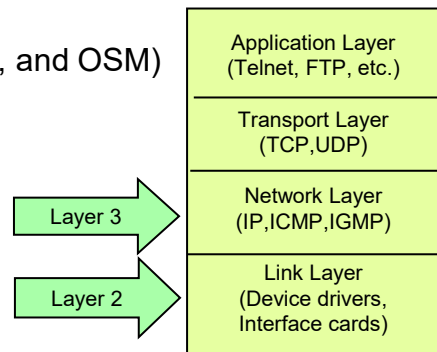 , and OSM)
Application Layer
(Telnet, FTP, etc.)
Transport Layer
(TCP,UDP)
Layer 3
Network Layer
(IP,ICMP,IGMP)
Layer 2
Link Layer
(Device drivers,
Interface cards)